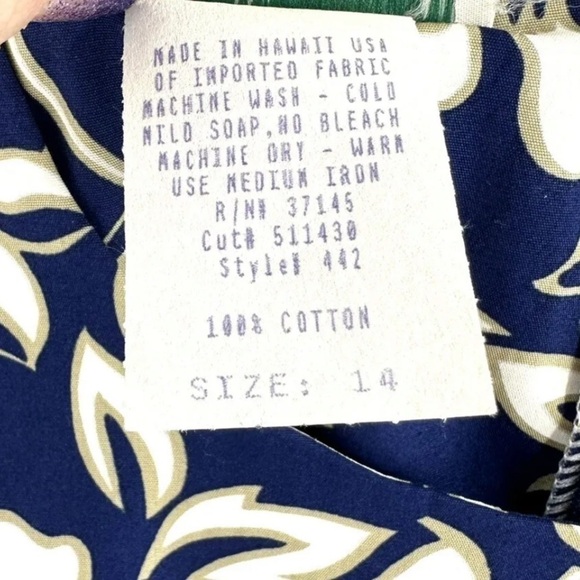 MADE IN HAWAII USA
OF IMPORTED FABRIC
MACHINE WASH - COLD
MILD SOAP, NO BLEACH
MACHINE DRY - WARM
USE MEDIUM IRON
R/N# 37145
Cut# 511430
Style# 442
100% COTTON
SIZE: 14